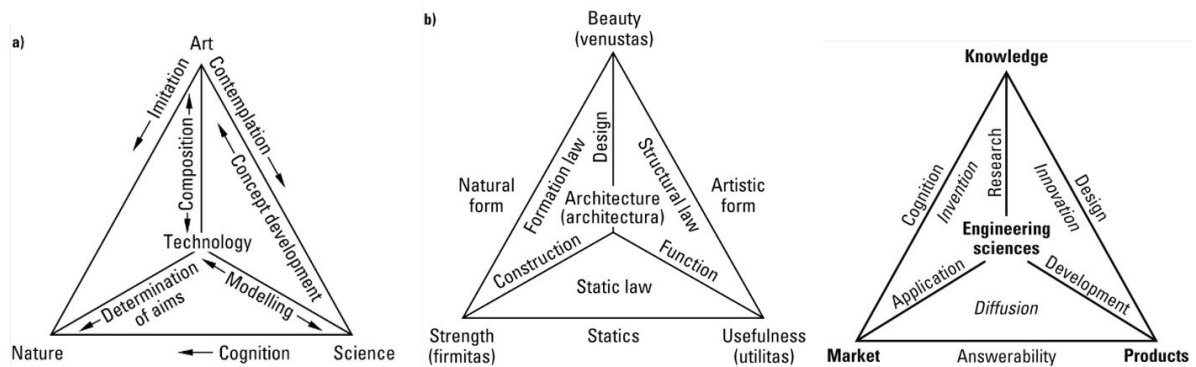 a)
Art
Imitation
Contemplation
Composition
Concept development
Technology
Determination
of aims
Modelling
Nature
Cognition
Science
b)
Beauty
(venustas)
Natural
form
Formation law
Design
Structural law
Artistic
form
Architecture
(architectura)
Construction
Function
Static law
Strength
(firmitas)
Statics
Usefulness
(utilitas)
Knowledge
Cognition
Invention
Research
Innovation
Design
Engineering
sciences
Application
Development
Diffusion
Market
Answerability
Products